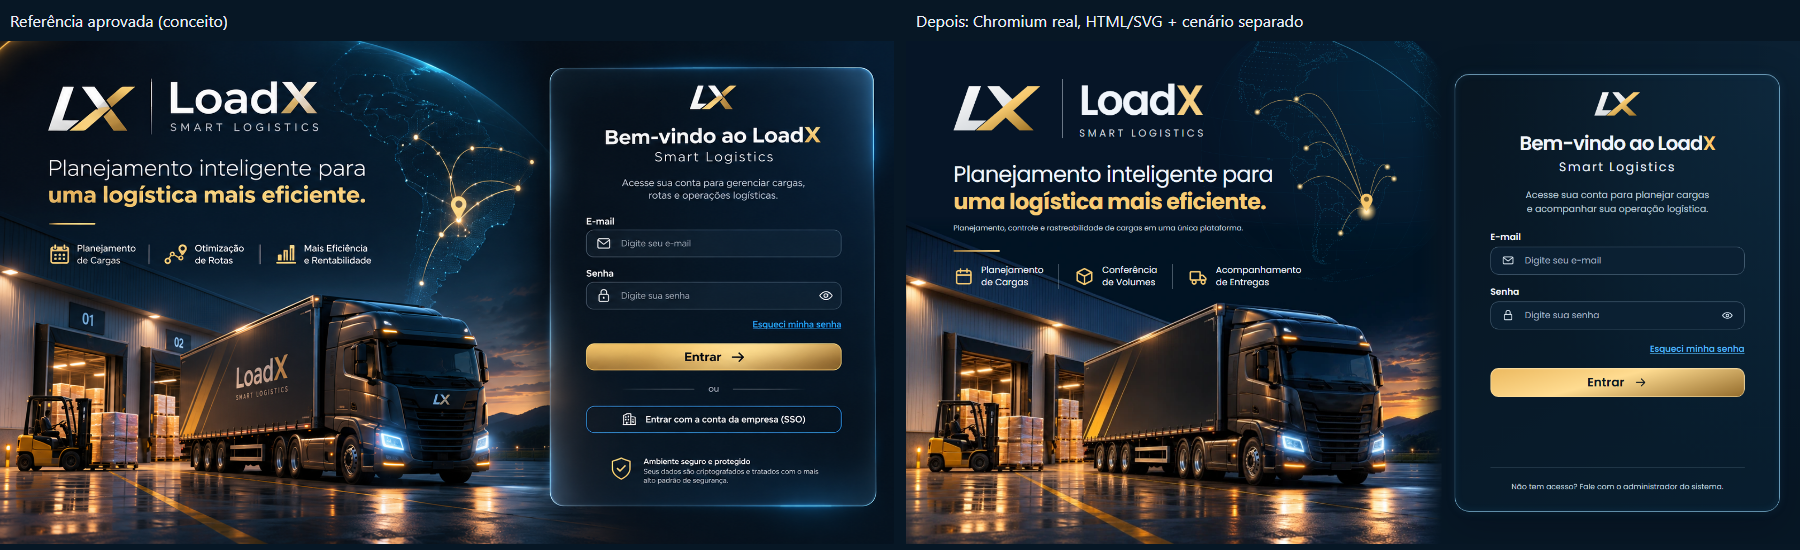 Referência aprovada (conceito)
LX
LoadX
SMART LOGISTICS
Planejamento inteligente para
uma logística mais eficiente.
Planejamento
de Cargas
Otimização
de Rotas
Mais Eficiência
e Rentabilidade
01
02
LoadX
SMART LOGISTICS
LX
LX
Bem-vindo ao LoadX
Smart Logistics
Acesse sua conta para gerenciar cargas,
rotas e operações logísticas.
E-mail
Digite seu e-mail
Senha
Digite sua senha
Esqueci minha senha
Entrar →
ou
Entrar com a conta da empresa (SSO)
Ambiente seguro e protegido
Seus dados são criptografados e tratados com o mais
alto padrão de segurança.
Depois: Chromium real, HTML/SVG + cenário separado
LX
LoadX
SMART LOGISTICS
Planejamento inteligente para
uma logística mais eficiente.
Planejamento, controle e rastreabilidade de cargas em uma única plataforma.
Planejamento
de Cargas
Conferência
de Volumes
Acompanhamento
de Entregas
LX
Bem-vindo ao LoadX
Smart Logistics
Acesse sua conta para planejar cargas
e acompanhar sua operação logística.
E-mail
Digite seu e-mail
Senha
Digite sua senha
Esqueci minha senha
Entrar →
Não tem acesso? Fale com o administrador do sistema.